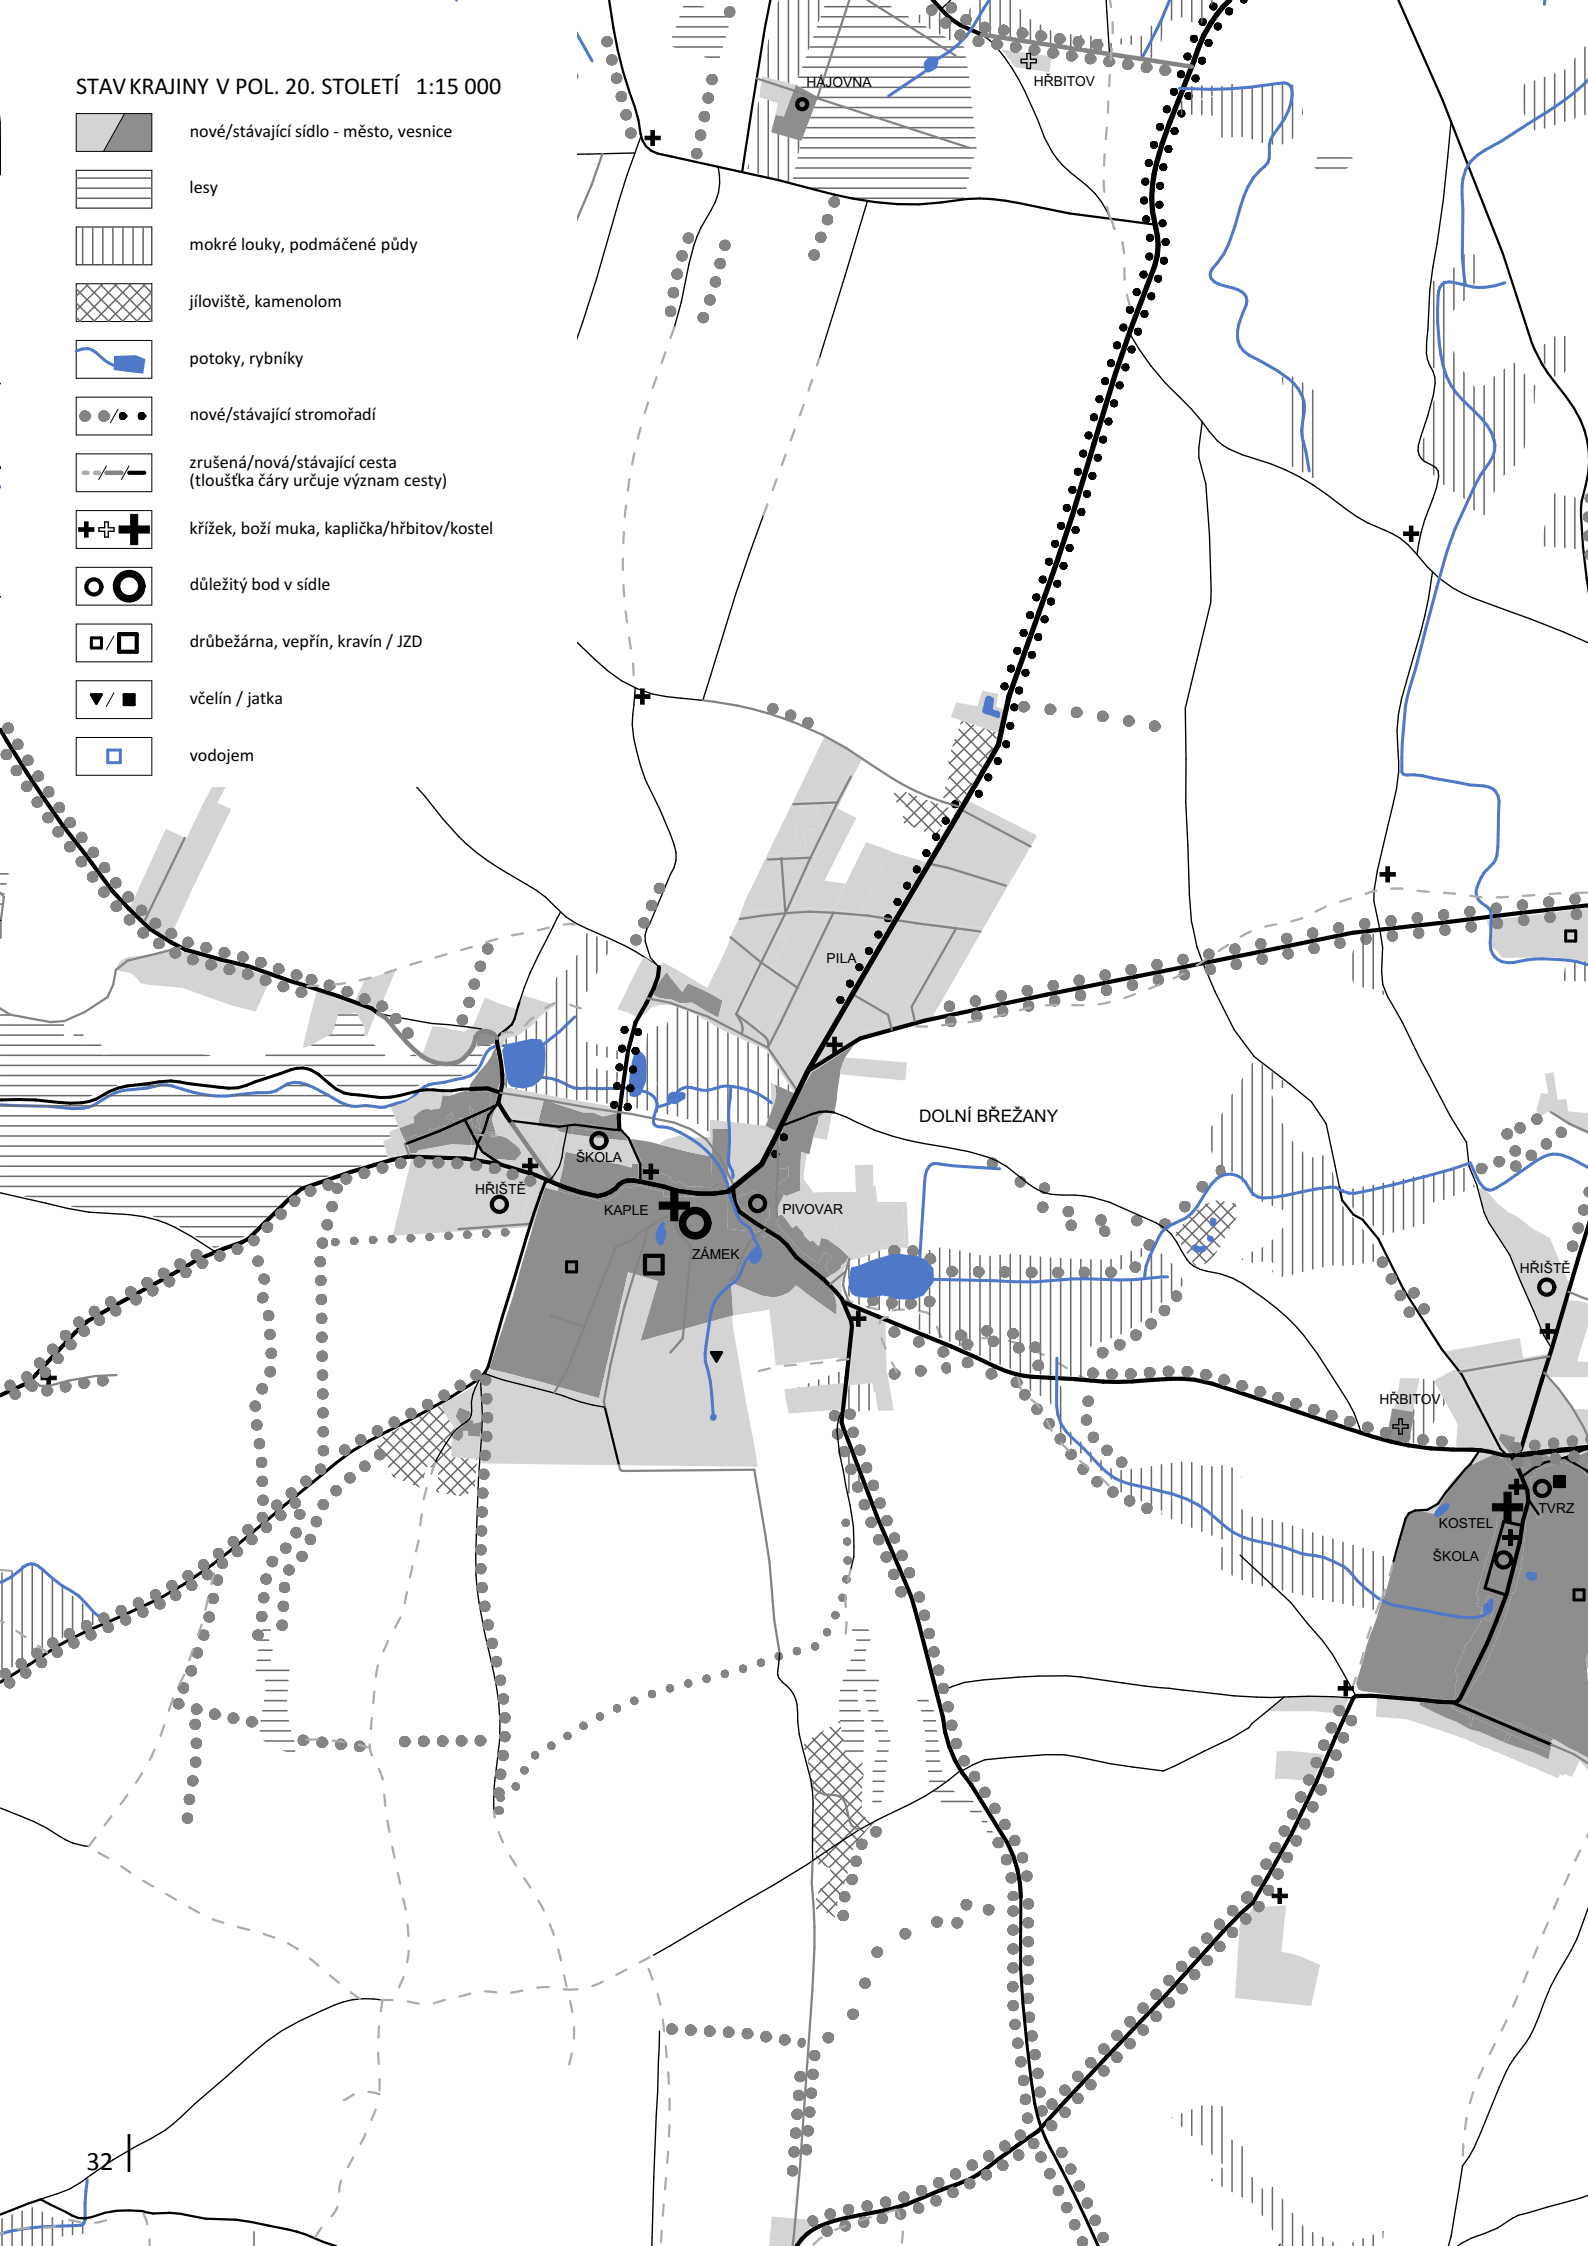 STAV KRAJINY V POL. 20. STOLETÍ 1:15 000
nové/stávající sídlo - město, vesnice
lesy
mokré louky, podmáčené půdy
jíloviště, kamenolom
potoky, rybníky
nové/stávající stromořadí
zrušená/nová/stávající cesta
(tloušťka čáry určuje význam cesty)
křížek, boží muka, kaplička/hřbitov/kostel
důležitý bod v sídle
drůbežárna, vepřín, kravín / JZD
včelín / jatka
vodojem
HÁJOVNA
HŘBITOV
PILA
DOLNÍ BŘEŽANY
ŠKOLA
HŘIŠTĚ
KAPLE
PIVOVAR
ZÁMEK
HŘIŠTĚ
HŘBITOV
KOSTEL
TVRZ
ŠKOLA
32